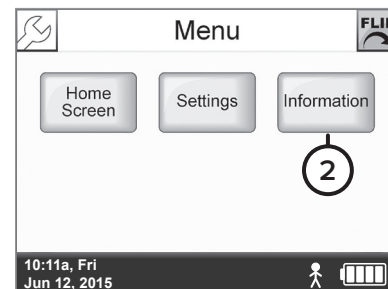 Menu
FLI
Home
Screen
Settings
Information
2
10:11a, Fri
Jun 12, 2015